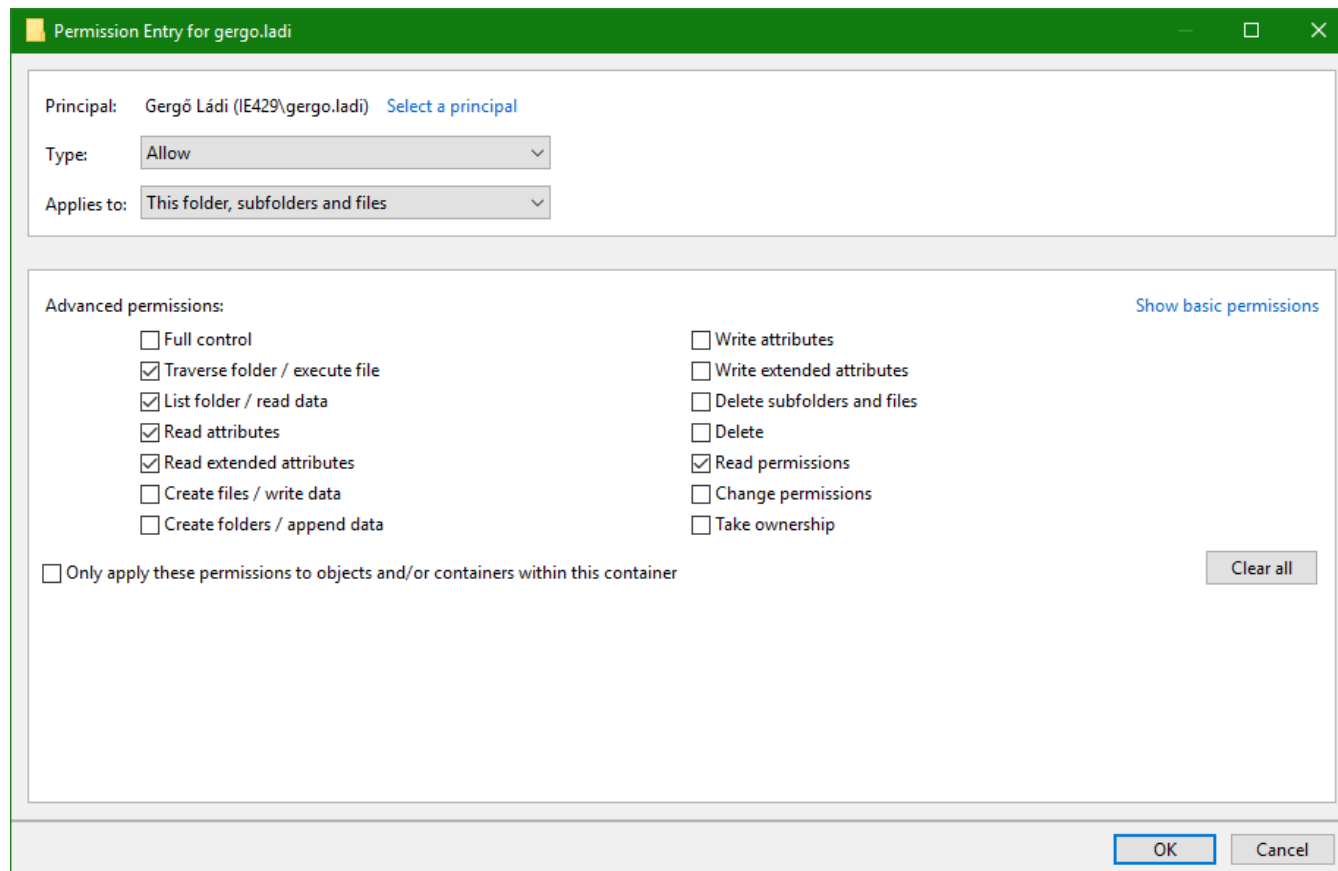 Permission Entry for gergo.ladi
Principal: Gergő Ládi (IE429\gergo.ladi) Select a principal
Type: Allow
Applies to: This folder, subfolders and files
Advanced permissions: Show basic permissions
Full control Write attributes
Traverse folder / execute file Write extended attributes
List folder / read data Delete subfolders and files
Read attributes Delete
Read extended attributes Read permissions
Create files / write data Change permissions
Create folders / append data Take ownership
Only apply these permissions to objects and/or containers within this container Clear all
OK Cancel